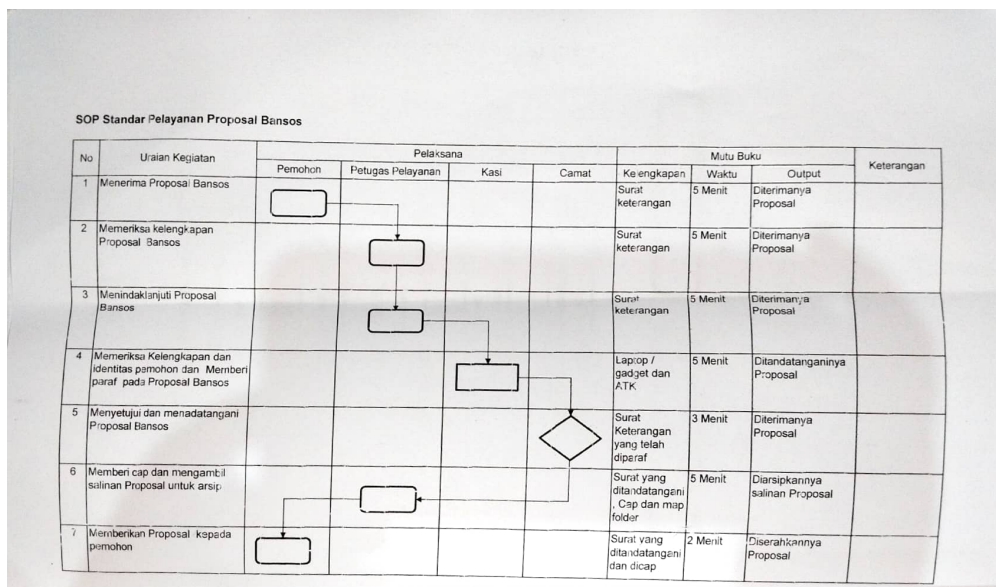 SOP Standar Pelayanan Proposal Bansos
No Uraian Kegiatan Pelaksana Mutu Buku Keterangan
Pemohon Petugas Pelayanan Kasi Camat Kelengkapan Waktu Output
1 Menerima Proposal Bansos Surat 5 Menit Diterimanya
keterangan Proposal
2 Memeriksa kelengkapan Surat 5 Menit Diterimanya
Proposal Bansos keterangan Proposal
3 Menindaklanjuti Proposal Surat 5 Menit Diterimanya
Bansos keterangan Proposal
4 Memeriksa Kelengkapan dan Laptop / 5 Menit Ditandatanganinya
identitas pemohon dan Memberi gadget dan Proposal
paraf pada Proposal Bansos ATK
5 Menyetujui dan menadatangani Surat 3 Menit Diterimanya
Proposal Bansos Keterangan Proposal
yang telah
diparaf
6 Memberi cap dan mengambil Surat yang 5 Menit Diarsipkannya
salinan Proposal untuk arsip ditandatangani salinan Proposal
, Cap dan map
folder
7 Memberikan Proposal kepada Surat yang 2 Menit Diserahkannya
pemohon ditandatangani Proposal
dan dicap